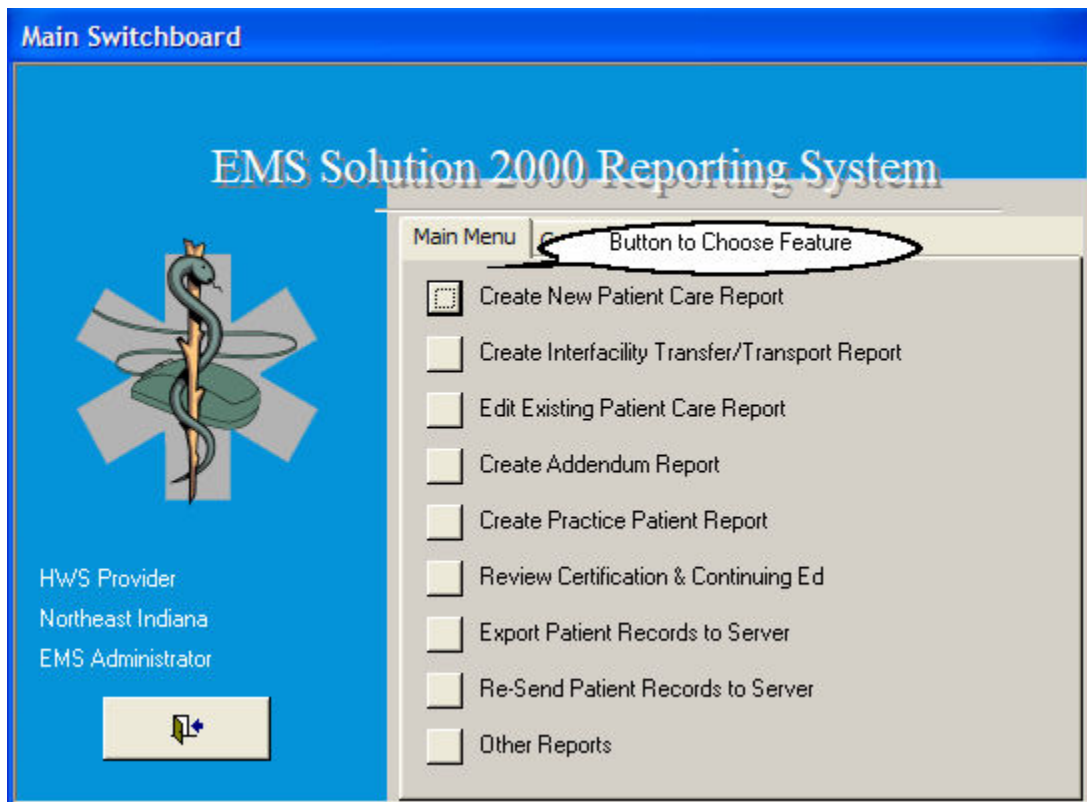 Main Switchboard
EMS Solution 2000 Reporting System
Main Menu
Button to Choose Feature
Create New Patient Care Report
Create Interfacility Transfer/Transport Report
Edit Existing Patient Care Report
Create Addendum Report
Create Practice Patient Report
Review Certification & Continuing Ed
Export Patient Records to Server
Re-Send Patient Records to Server
Other Reports
HWS Provider
Northeast Indiana
EMS Administrator